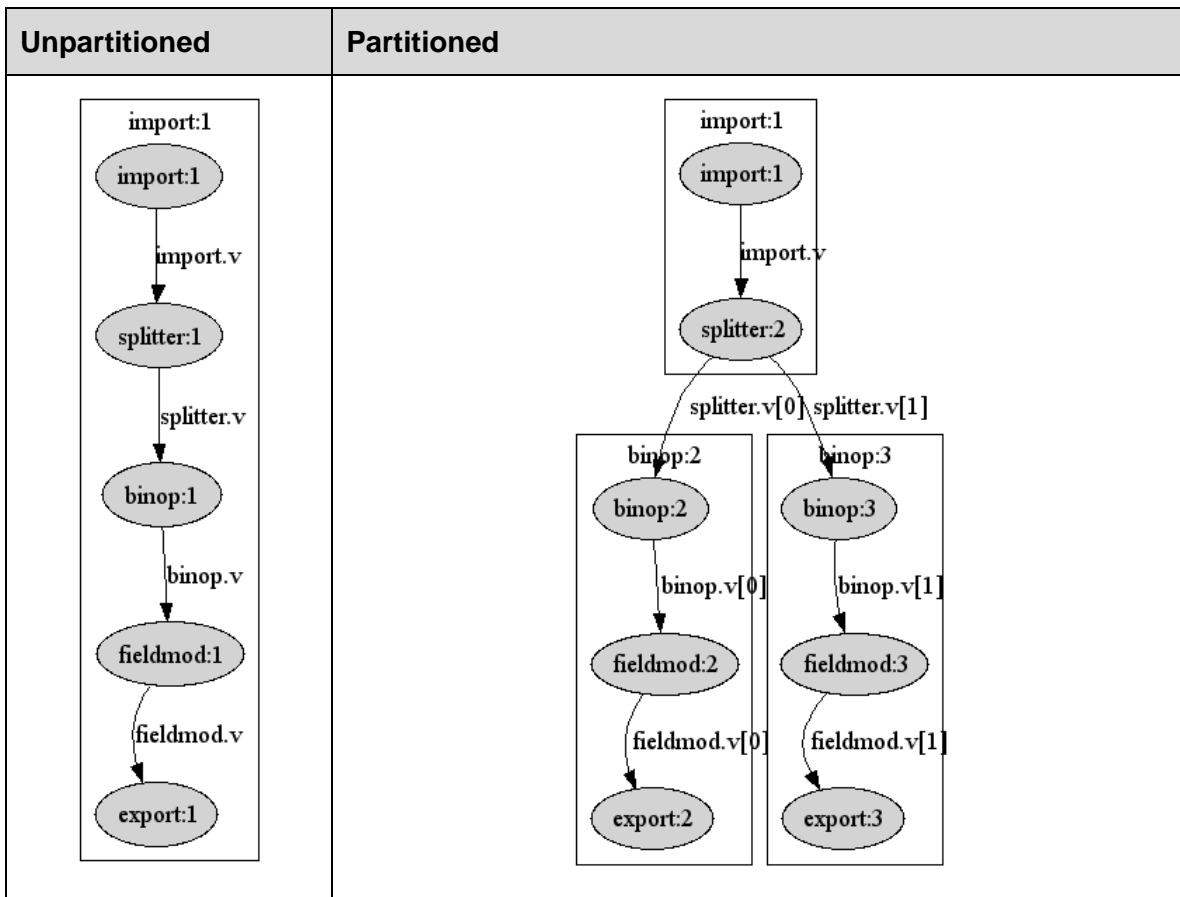 Unpartitioned
Partitioned
import:1
import:1
import.v
splitter:1
splitter.v
binop:1
binop.v
fieldmod:1
fieldmod.v
export:1
import:1
import:1
import.v
splitter:2
splitter.v[0] splitter.v[1]
binop:2
binop:2
binop.v[0]
fieldmod:2
fieldmod.v[0]
export:2
binop:3
binop:3
binop.v[1]
fieldmod:3
fieldmod.v[1]
export:3